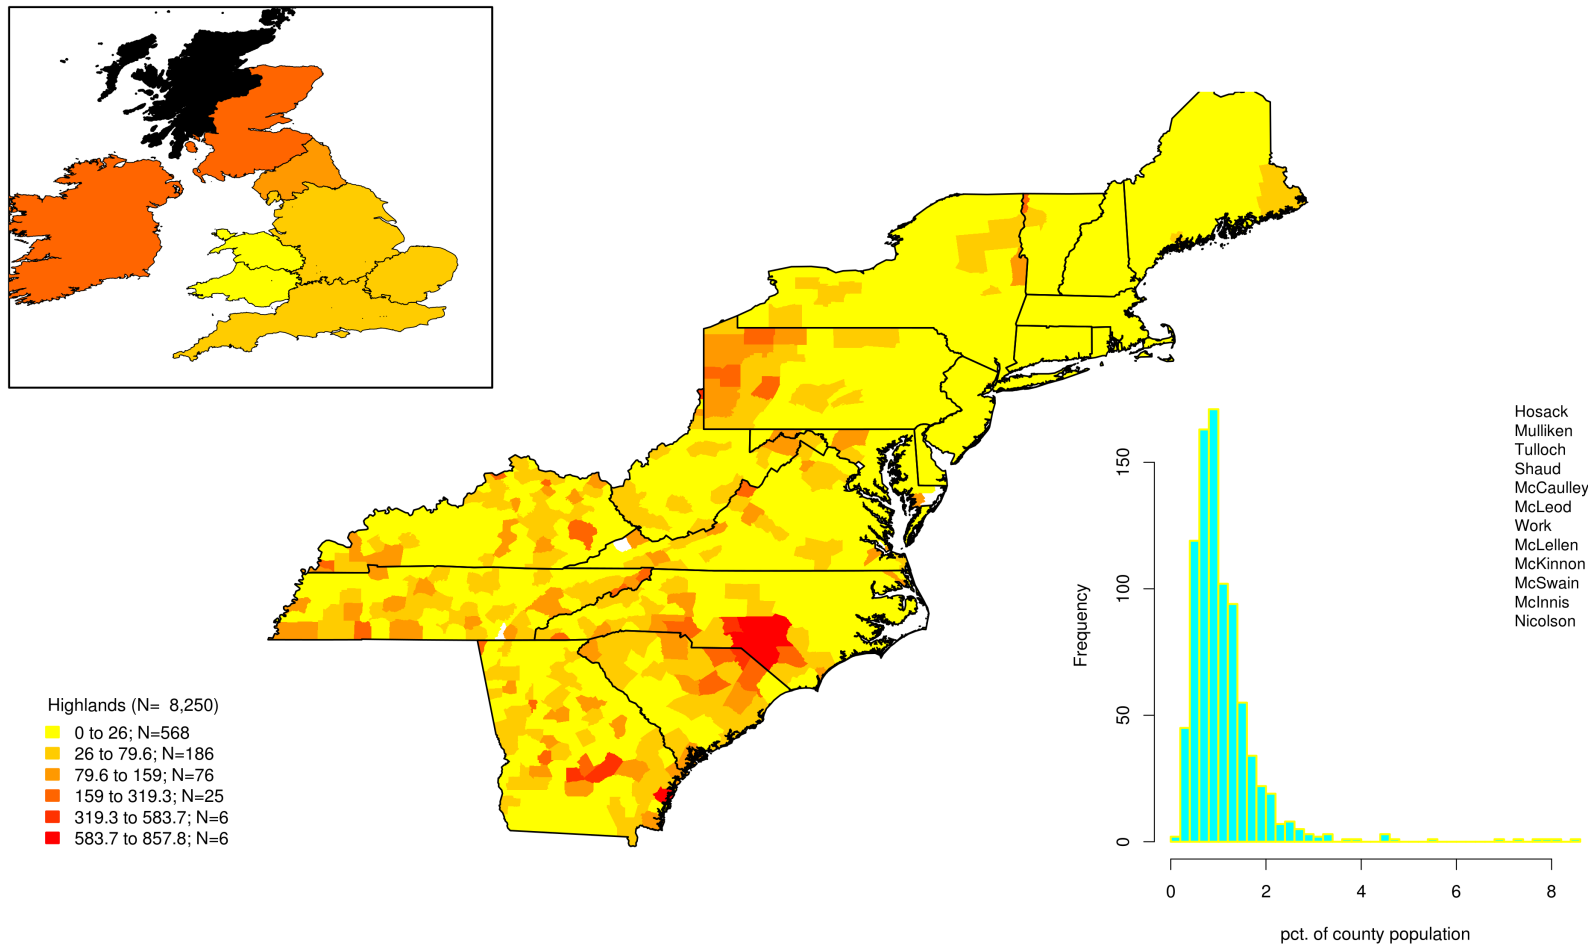 Hosack
Mulliken
Tulloch
Shaud
McCaulley
McLeod
Work
McLellen
McKinnon
McSwain
McInnis
Nicolson
Frequency
150
100
50
0
0 2 4 6 8
pct. of county population
Highlands (N= 8,250)
0 to 26; N=568
26 to 79.6; N=186
79.6 to 159; N=76
159 to 319.3; N=25
319.3 to 583.7; N=6
583.7 to 857.8; N=6